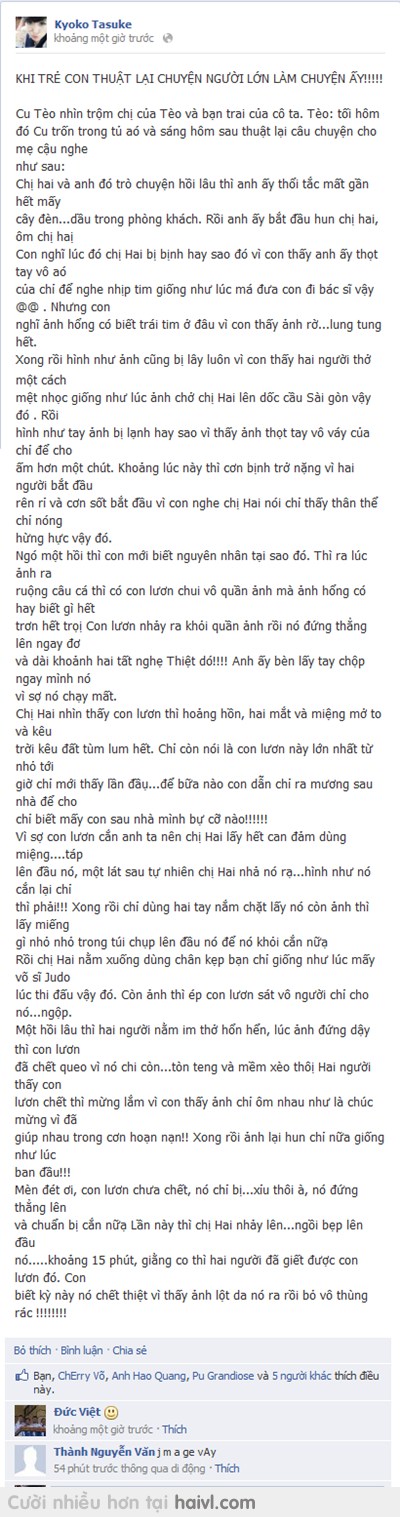 Kyoko Tasuke
khoảng một giờ trước
KHI TRẺ CON THUẬT LẠI CHUYỆN NGƯỜI LỚN LÀM CHUYỆN ẤY!!!!!
Cu Tèo nhìn trộm chị của Tèo và bạn trai của cô ta. Tèo: tối hôm
đó Cu trốn trong tủ aó và sáng hôm sau thuật lại câu chuyện cho
mẹ cậu nghe
như sau:
Chị hai và anh đó trò chuyện hồi lâu thì anh ấy thổi tắc mất gần
hết mấy
cây đèn...dầu trong phòng khách. Rồi anh ấy bắt đầu hun chị hai,
ôm chị haị
Con nghĩ lúc đó chị Hai bị bịnh hay sao đó vì con thấy anh ấy thọt
tay vô aó
của chỉ để nghe nhịp tim giống như lúc má đưa con đi bác sĩ vậy
@@ . Nhưng con
nghĩ ảnh hổng có biết trái tim ở đâu vì con thấy ảnh rờ...lung tung
hết.
Xong rồi hình như ảnh cũng bị lây luôn vì con thấy hai người thở
một cách
mệt nhọc giống như lúc ảnh chở chị Hai lên dốc cầu Sài gòn vậy
đó . Rồi
hình như tay ảnh bị lạnh hay sao vì thấy ảnh thọt tay vô váy của
chỉ để cho
ấm hơn một chút. Khoảng lúc này thì cơn bịnh trở nặng vì hai
người bắt đầu
rên rỉ và cơn sốt bắt đầu vì con nghe chị Hai nói chỉ thấy thân thể
chỉ nóng
hừng hực vậy đó.
Ngó một hồi thì con mới biết nguyên nhân tại sao đó. Thì ra lúc
ảnh ra
ruộng câu cá thì có con lươn chui vô quần ảnh mà ảnh hổng có
hay biết gì hết
trơn hết trọị Con lươn nhảy ra khỏi quần ảnh rồi nó đứng thẳng
lên ngay đơ
và dài khoảnh hai tất nghẹ Thiệt dó!!!! Anh ấy bèn lấy tay chộp
ngay mình nó
vì sợ nó chạy mất.
Chị Hai nhìn thấy con lươn thì hoảng hồn, hai mắt và miệng mở to
và kêu
trời kêu đất tùm lum hết. Chỉ còn nói là con lươn này lớn nhất từ
nhỏ tới
giờ chỉ mới thấy lần đầụ...để bữa nào con dẫn chỉ ra mương sau
nhà để cho
chỉ biết mấy con sau nhà mình bự cỡ nào!!!!!!
Vì sợ con lươn cắn anh ta nên chị Hai lấy hết can đảm dùng
miệng....táp
lên đầu nó, một lát sau tự nhiên chị Hai nhả nó rạ...hình như nó
cắn lại chỉ
thì phải!!! Xong rồi chỉ dùng hai tay nắm chặt lấy nó còn ảnh thì
lấy miếng
gì nhỏ nhỏ trong túi chụp lên đầu nó để nó khỏi cắn nữạ
Rồi chị Hai nằm xuống dùng chân kẹp bạn chỉ giống như lúc mấy
võ sĩ Judo
lúc thi đấu vậy đó. Còn ảnh thì ép con lươn sát vô người chỉ cho
nó...ngộp.
Một hồi lâu thì hai người nằm im thở hổn hển, lúc ảnh đứng dậy
thì con lươn
đã chết queo vì nó chỉ còn...tòn teng và mềm xèo thôị Hai người
thấy con
lươn chết thì mừng lắm vì con thấy ảnh chỉ ôm nhau như là chúc
mừng vì đã
giúp nhau trong cơn hoạn nạn!! Xong rồi ảnh lại hun chỉ nữa giống
như lúc
ban đầu!!!
Mèn đét ơi, con lươn chưa chết, nó chỉ bị...xíu thôi à, nó đứng
thẳng lên
và chuẩn bị cắn nữạ Lần này thì chị Hai nhảy lên...ngồi bẹp lên
đầu
nó.....khoảng 15 phút, giằng co thì hai người đã giết được con
lươn đó. Con
biết kỳ này nó chết thiệt vì thấy ảnh lột da nó ra rồi bỏ vô thùng
rác !!!!!!!!
Bỏ thích · Bình luận · Chia sẻ
Bạn, ChErry Võ, Anh Hao Quang, Pu Grandiose và 5 người khác thích điều
này.
Đức Việt
khoảng một giờ trước · Thích
Thành Nguyễn Văn j m a ge vAy
54 phút trước thông qua di động · Thích
Cười nhiều hơn tại haivl.com